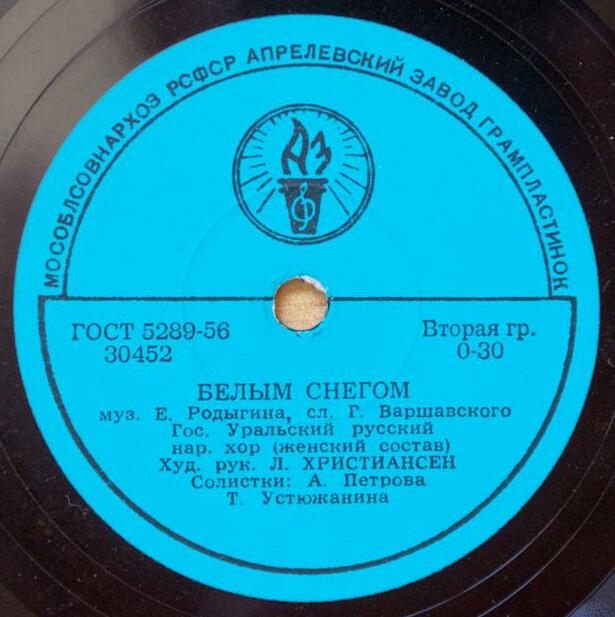 МОСОБЛСОВНАРХОЗ РСФСР АПРЕЛЕВСКИЙ ЗАВОД ГРАМПЛАСТИНОК
АЗ
ГОСТ 5289-56
30452
Вторая гр.
0-30
БЕЛЫМ СНЕГОМ
муз. Е. Родыгина, сл. Г. Варшавского
Гос. Уральский русский
нар. хор (женский состав)
Худ. рук. Л. ХРИСТИАНСЕН
Солистки: А. Петрова
Т. Устюжанина